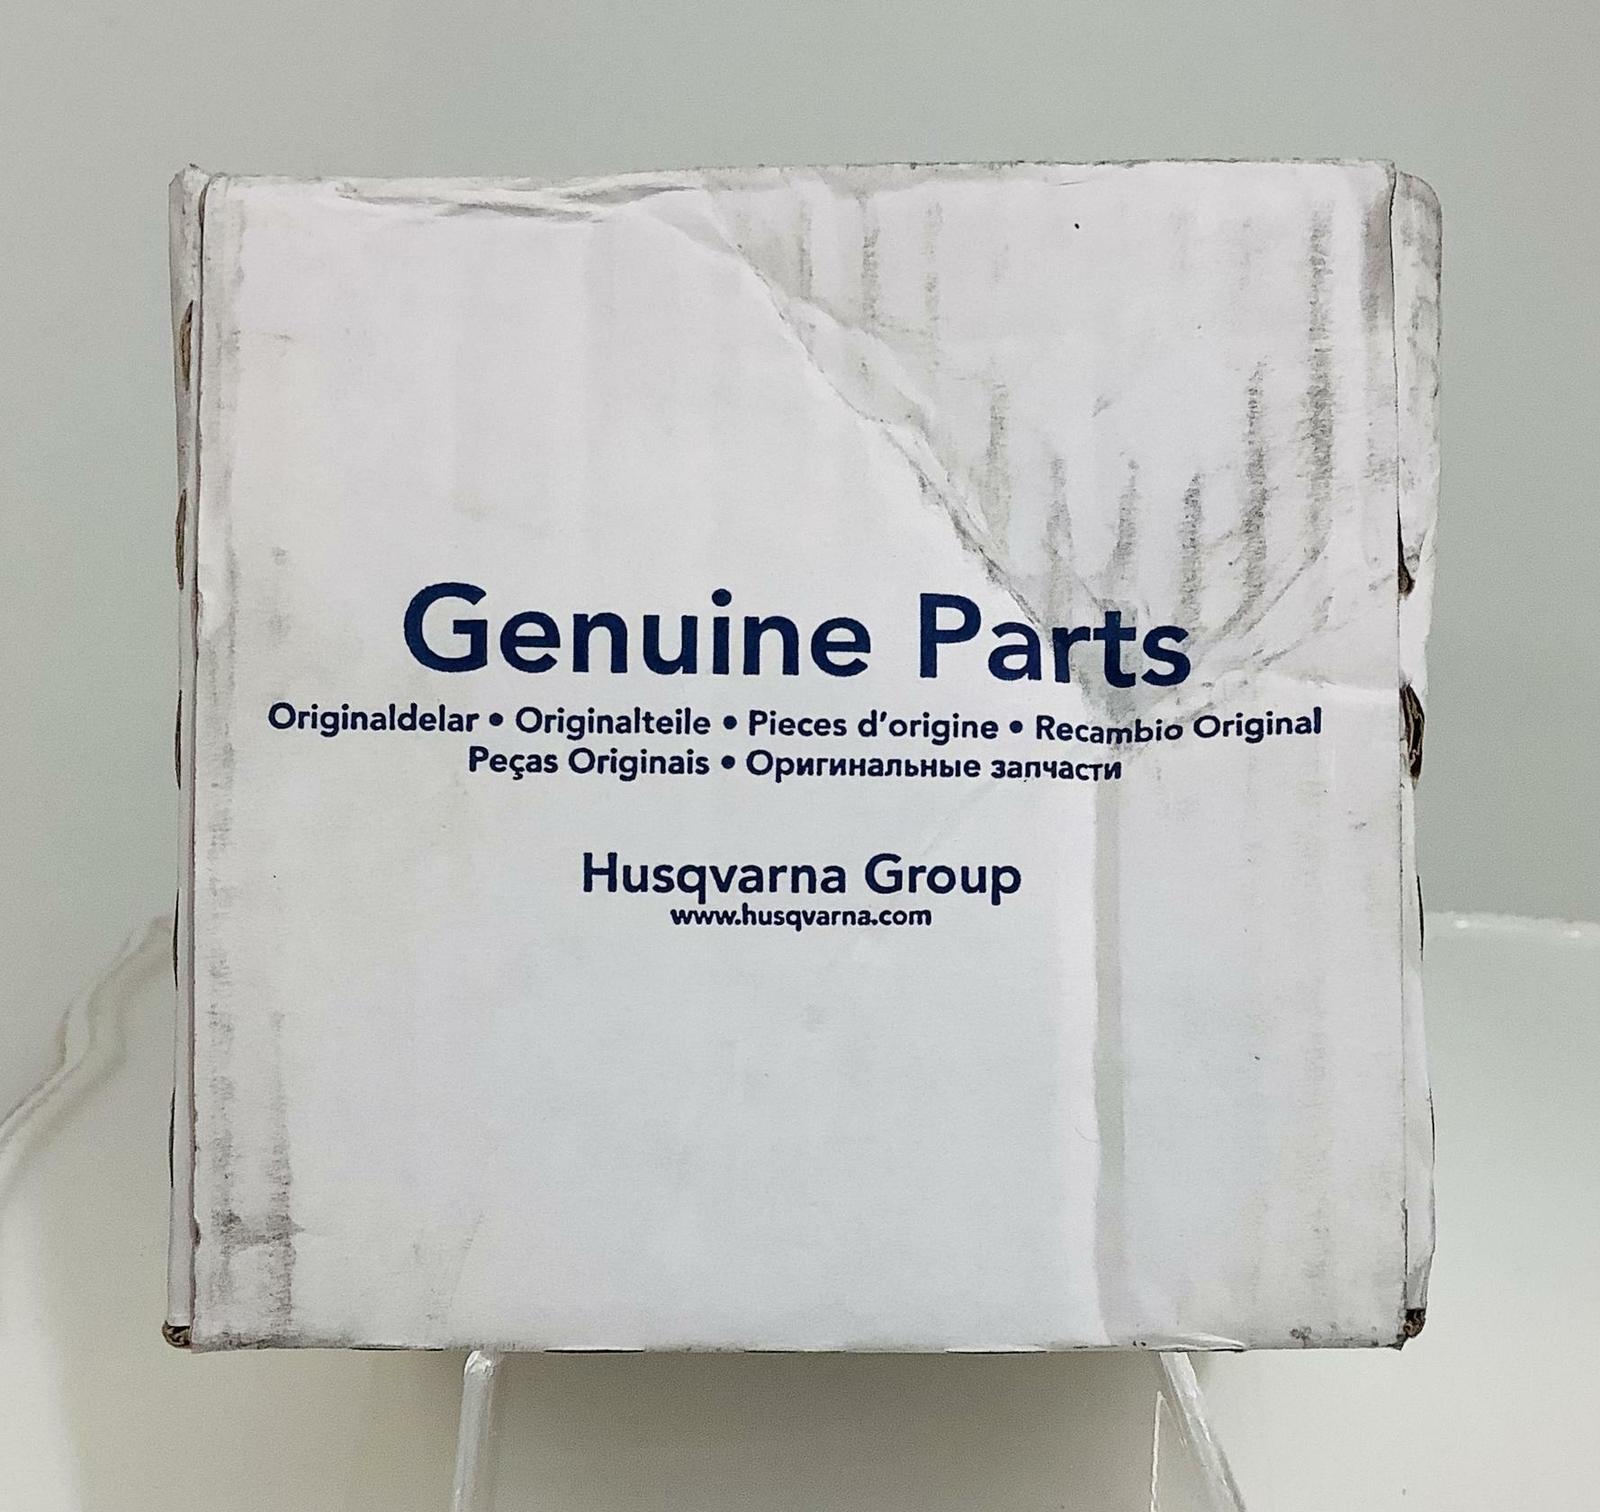 Genuine Parts
Originaldelar • Originalteile • Pieces d'origine • Recambio Original
Peças Originais • Оригинальные запчасти
Husqvarna Group
www.husqvarna.com